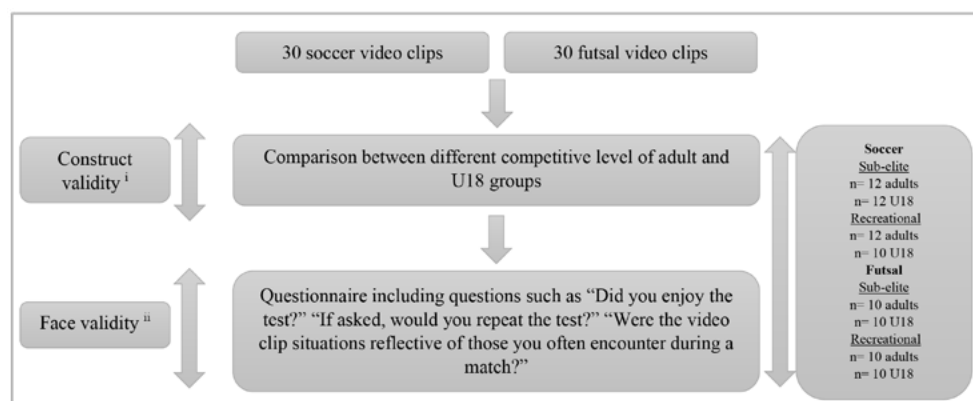 30 soccer video clips
30 futsal video clips
Construct
validity i
Comparison between different competitive level of adult and
U18 groups
Face validity ii
Questionnaire including questions such as “Did you enjoy the
test?” “If asked, would you repeat the test?” “Were the video
clip situations reflective of those you often encounter during a
match?”
Soccer
Sub-elite
n= 12 adults
n= 12 U18
Recreational
n= 12 adults
n= 10 U18
Futsal
Sub-elite
n= 10 adults
n= 10 U18
Recreational
n= 10 adults
n= 10 U18